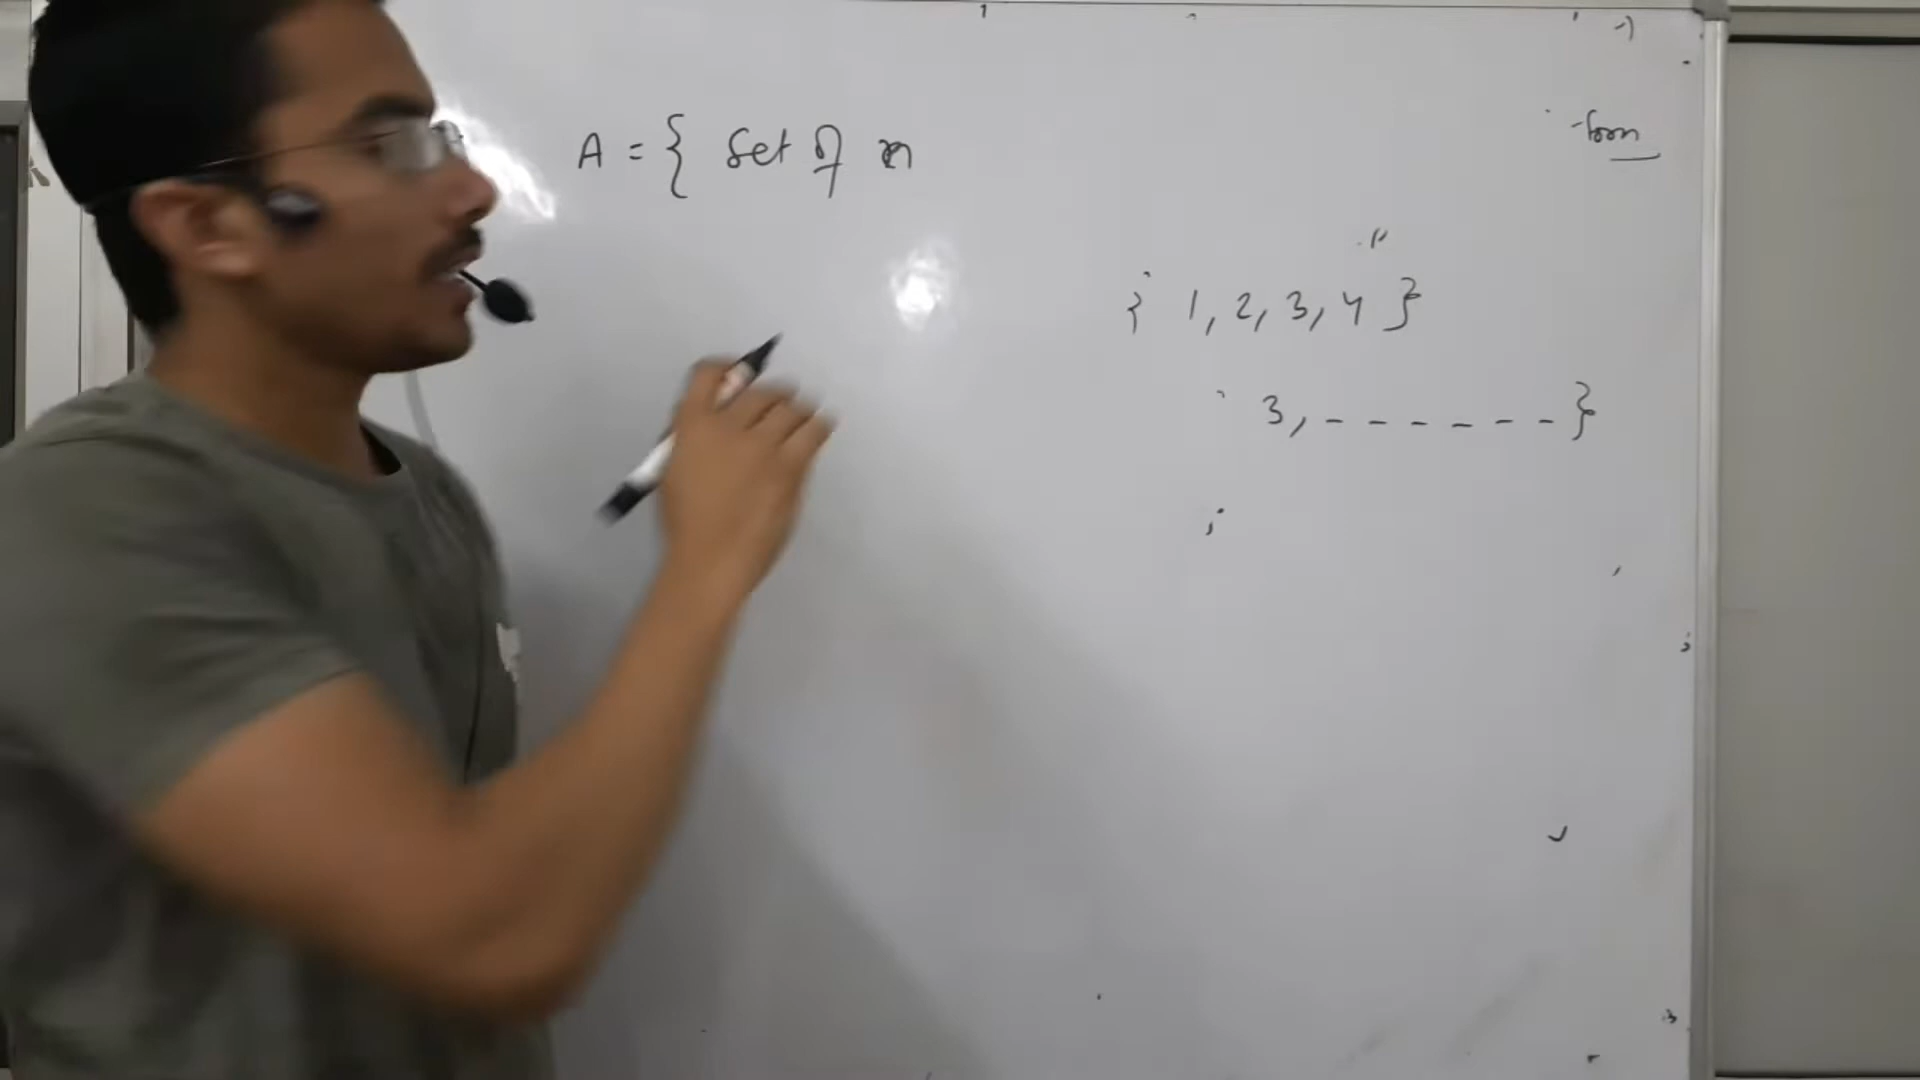 A = { Set of n
-form
{ 1, 2, 3, 4 }
3, - - - - - - }